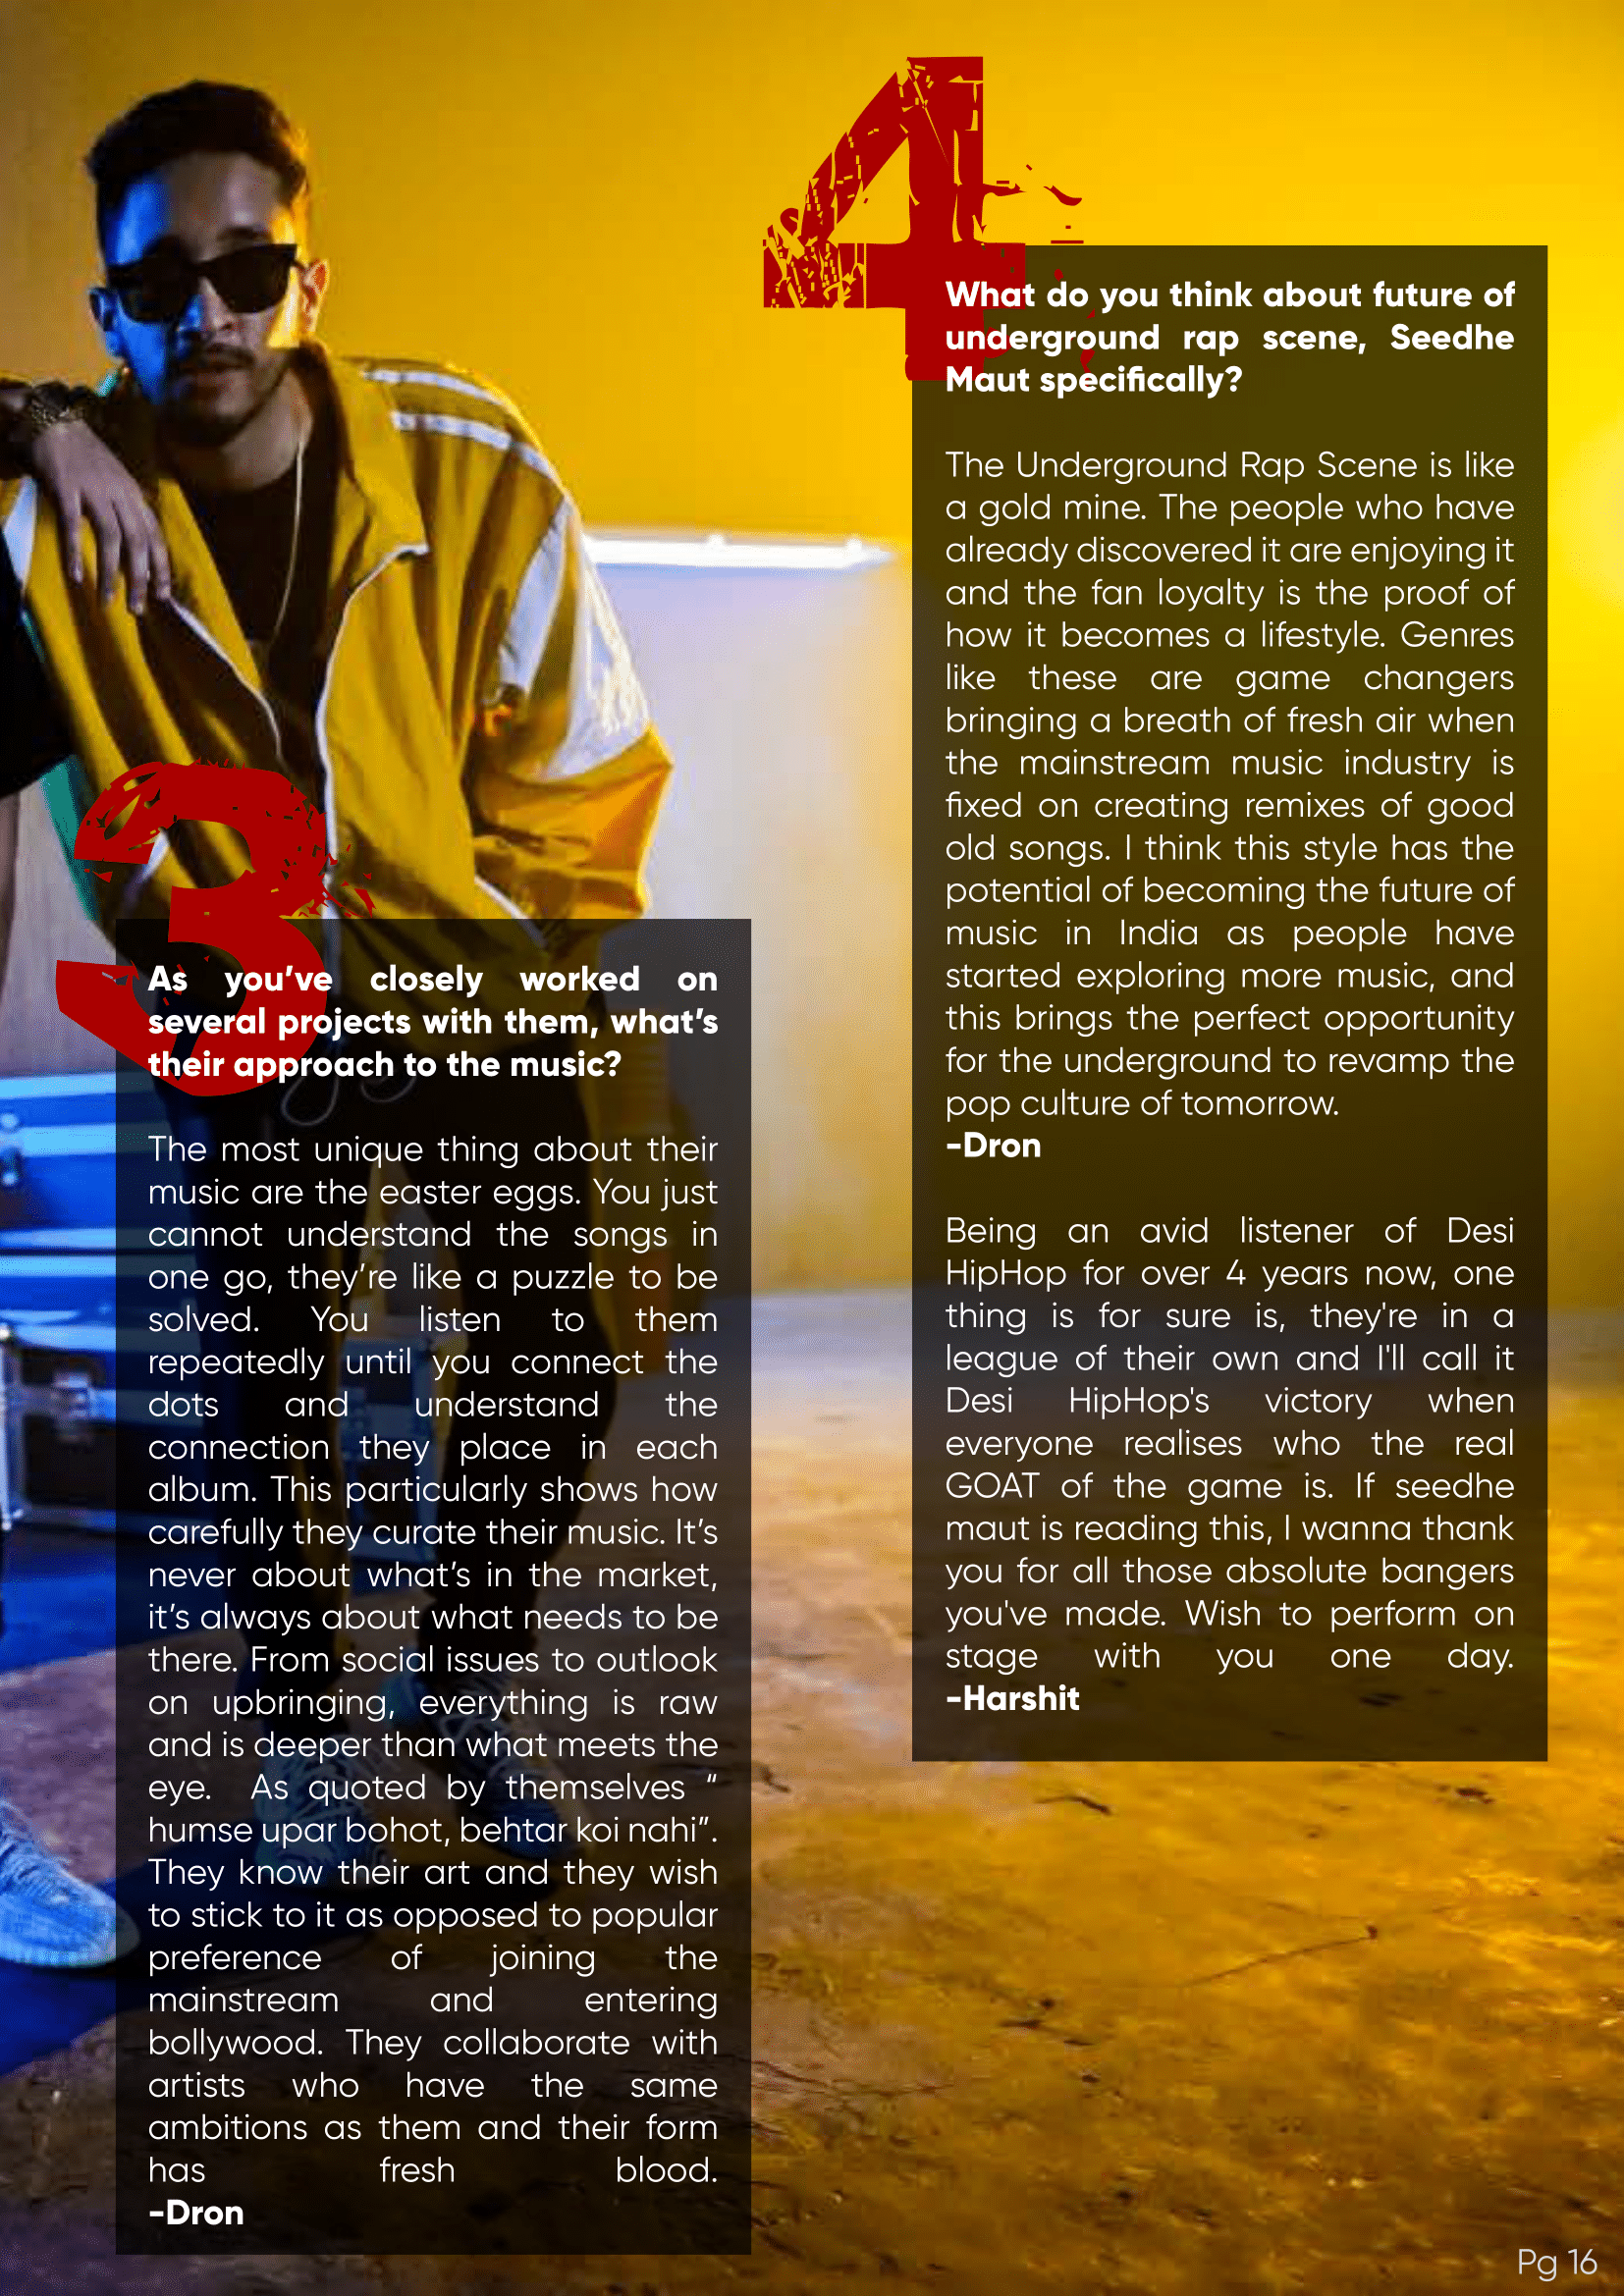 4
What do you think about future of
underground rap scene, Seedhe
Maut specifically?
The Underground Rap Scene is like
a gold mine. The people who have
already discovered it are enjoying it
and the fan loyalty is the proof of
how it becomes a lifestyle. Genres
like these are game changers
bringing a breath of fresh air when
the mainstream music industry is
fixed on creating remixes of good
old songs. I think this style has the
potential of becoming the future of
music in India as people have
started exploring more music, and
this brings the perfect opportunity
for the underground to revamp the
pop culture of tomorrow.
-Dron
Being an avid listener of Desi
HipHop for over 4 years now, one
thing is for sure is, they're in a
league of their own and I'll call it
Desi HipHop's victory when
everyone realises who the real
GOAT of the game is. If seedhe
maut is reading this, I wanna thank
you for all those absolute bangers
you've made. Wish to perform on
stage with you one day.
-Harshit
3
As you’ve closely worked on
several projects with them, what’s
their approach to the music?
The most unique thing about their
music are the easter eggs. You just
cannot understand the songs in
one go, they’re like a puzzle to be
solved. You listen to them
repeatedly until you connect the
dots and understand the
connection they place in each
album. This particularly shows how
carefully they curate their music. It’s
never about what’s in the market,
it’s always about what needs to be
there. From social issues to outlook
on upbringing, everything is raw
and is deeper than what meets the
eye. As quoted by themselves “
humse upar bohot, behtar koi nahi”.
They know their art and they wish
to stick to it as opposed to popular
preference of joining the
mainstream and entering
bollywood. They collaborate with
artists who have the same
ambitions as them and their form
has fresh blood.
-Dron
Pg 16